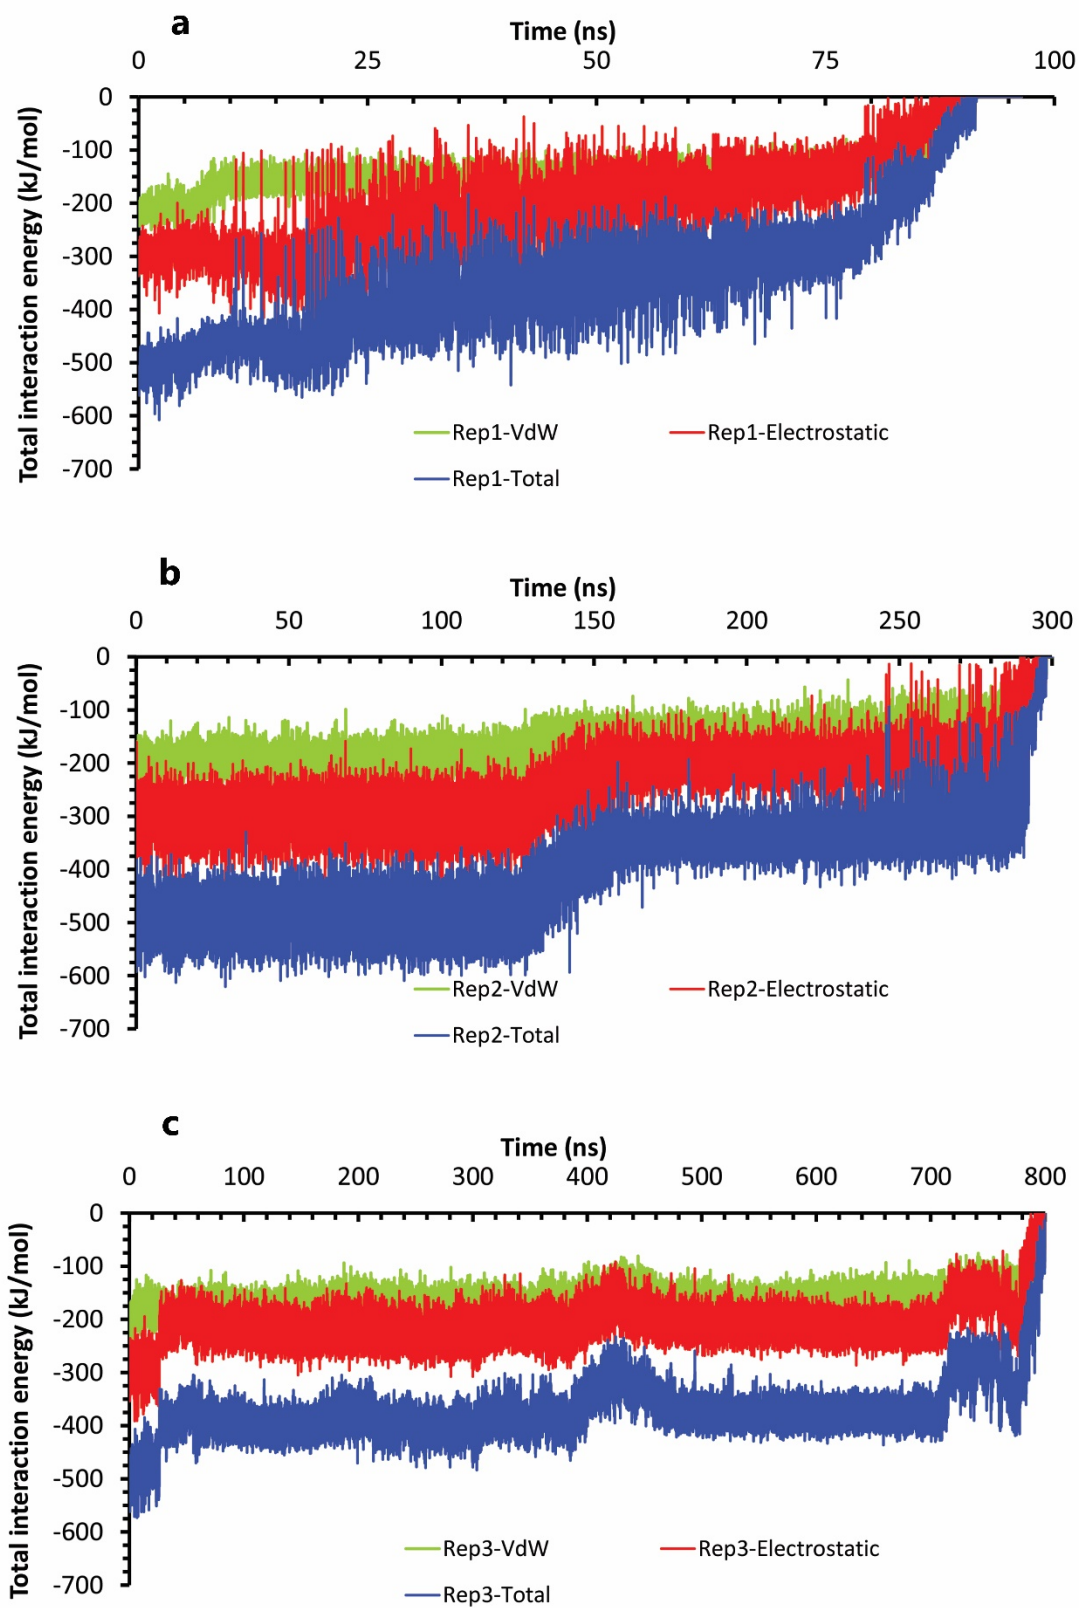 a
Time (ns)
0 25 50 75 100
Total interaction energy (kJ/mol)
0
-100
-200
-300
-400
-500
-600
-700
Rep1-VdW Rep1-Electrostatic
Rep1-Total
b
Time (ns)
0 50 100 150 200 250 300
Total interaction energy (kJ/mol)
0
-100
-200
-300
-400
-500
-600
-700
Rep2-VdW Rep2-Electrostatic
Rep2-Total
c
Time (ns)
0 100 200 300 400 500 600 700 800
Total interaction energy (kJ/mol)
0
-100
-200
-300
-400
-500
-600
-700
Rep3-VdW Rep3-Electrostatic
Rep3-Total